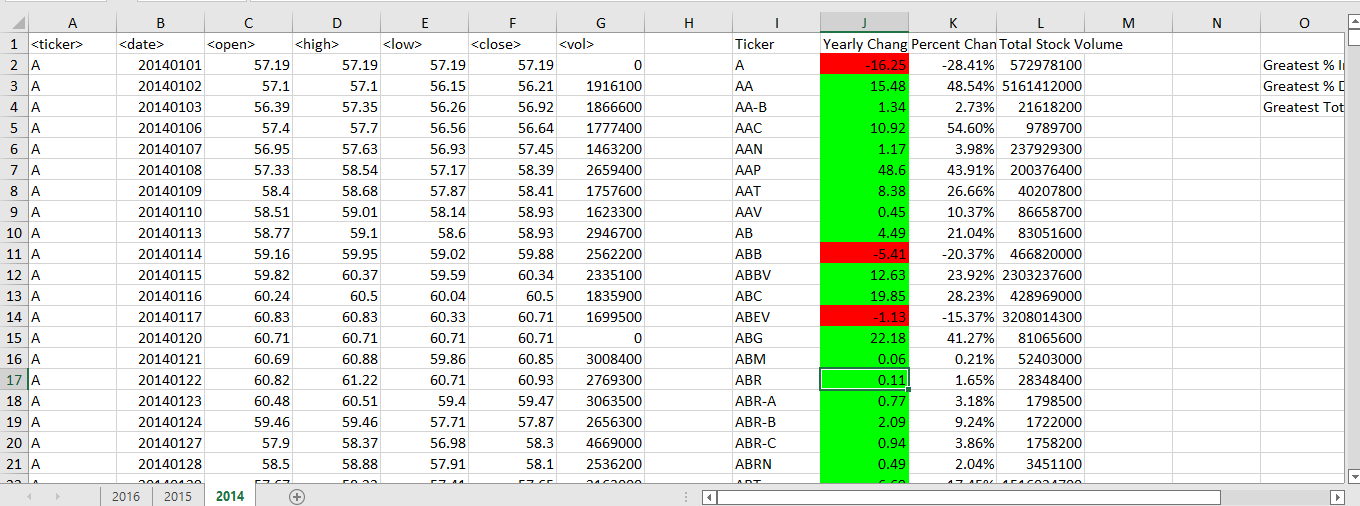 A B C D E F G H I J K L M N O
1 <ticker> <date> <open> <high> <low> <close> <vol> Ticker Yearly Chang Percent Chan Total Stock Volume
2 A 20140101 57.19 57.19 57.19 57.19 0 A -16.25 -28.41% 572978100 Greatest % I
3 A 20140102 57.1 57.1 56.15 56.21 1916100 AA 15.48 48.54% 5161412000 Greatest % D
4 A 20140103 56.39 57.35 56.26 56.92 1866600 AA-B 1.34 2.73% 21618200 Greatest Tot
5 A 20140106 57.4 57.7 56.56 56.64 1777400 AAC 10.92 54.60% 9789700
6 A 20140107 56.95 57.63 56.93 57.45 1463200 AAN 1.17 3.98% 237929300
7 A 20140108 57.33 58.54 57.17 58.39 2659400 AAP 48.6 43.91% 200376400
8 A 20140109 58.4 58.68 57.87 58.41 1757600 AAT 8.38 26.66% 40207800
9 A 20140110 58.51 59.01 58.14 58.93 1623300 AAV 0.45 10.37% 86658700
10 A 20140113 58.77 59.1 58.6 58.93 2946700 AB 4.49 21.04% 83051600
11 A 20140114 59.16 59.95 59.02 59.88 2562200 ABB -5.41 -20.37% 466820000
12 A 20140115 59.82 60.37 59.59 60.34 2335100 ABBV 12.63 23.92% 2303237600
13 A 20140116 60.24 60.5 60.04 60.5 1835900 ABC 19.85 28.23% 428969000
14 A 20140117 60.83 60.83 60.33 60.71 1699500 ABEV -1.13 -15.37% 3208014300
15 A 20140120 60.71 60.71 60.71 60.71 0 ABG 22.18 41.27% 81065600
16 A 20140121 60.69 60.88 59.86 60.85 3008400 ABM 0.06 0.21% 52403000
17 A 20140122 60.82 61.22 60.71 60.93 2769300 ABR 0.11 1.65% 28348400
18 A 20140123 60.48 60.51 59.4 59.47 3063500 ABR-A 0.77 3.18% 1798500
19 A 20140124 59.46 59.46 57.71 57.87 2656300 ABR-B 2.09 9.24% 1722000
20 A 20140127 57.9 58.37 56.98 58.3 4669000 ABR-C 0.94 3.86% 1758200
21 A 20140128 58.5 58.88 57.91 58.1 2536200 ABRN 0.49 2.04% 3451100
2016 2015 2014